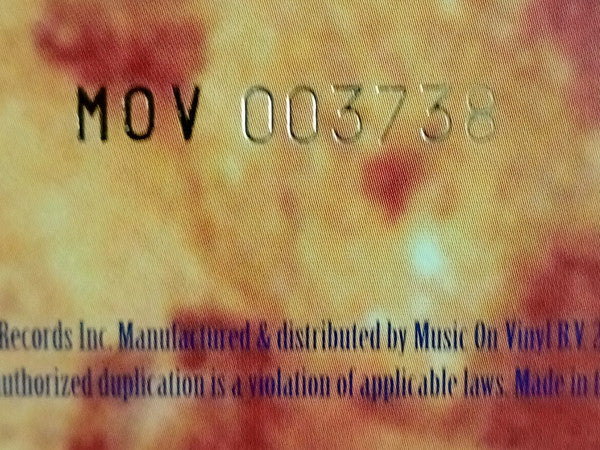 MOV 003738
Records Inc. Manufactured & distributed by Music On Vinyl B.V.
authorized duplication is a violation of applicable laws. Made in